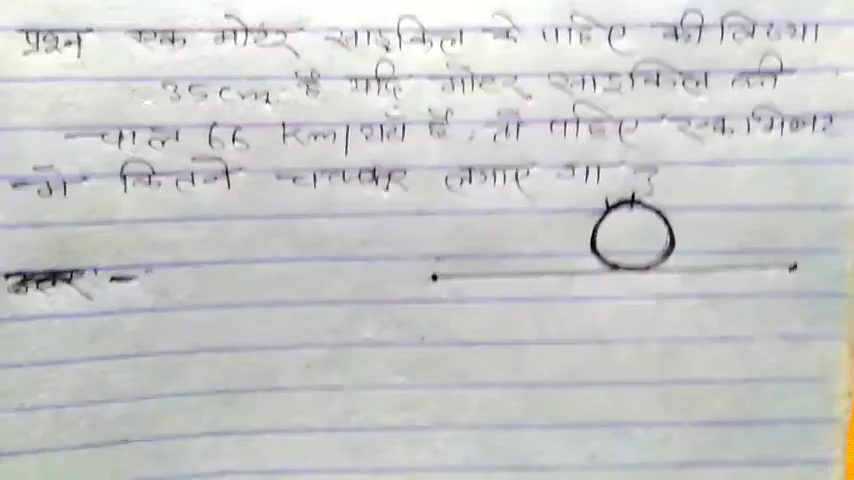 प्रश्न एक मोटर साइकिल के पहिए की त्रिज्या
35cm है यदि मोटर साइकिल की
चाल 66 km/घंटे है, तो पहिए एक मिनट
में कितने चक्कर लगाए गा ?
उत्तर :-